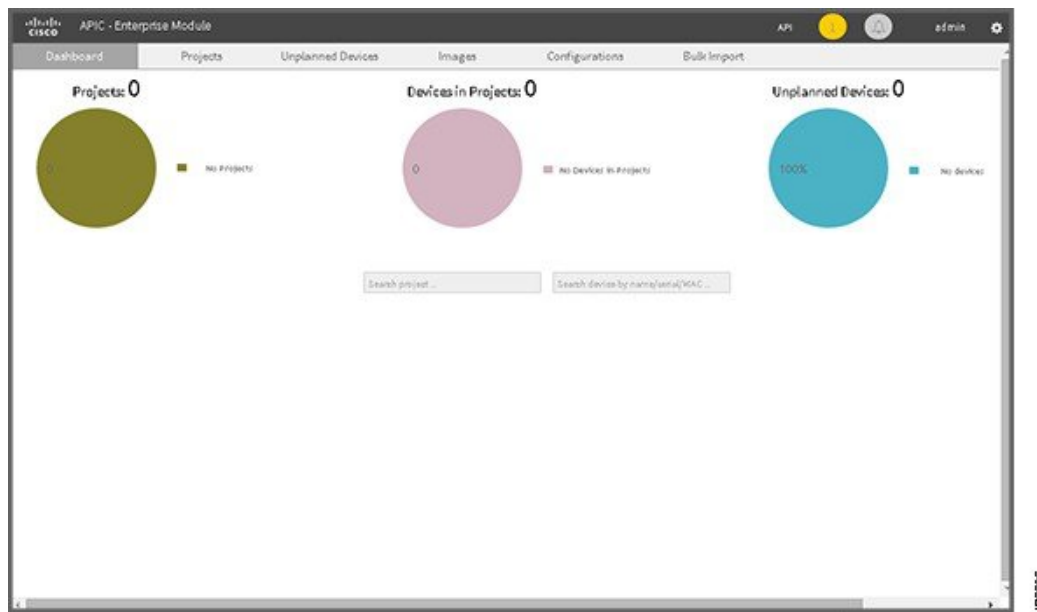 CISCO APIC - Enterprise Module API 1 admin
Dashboard Projects Unplanned Devices Images Configurations Bulk Import
Projects: 0 Devices in Projects: 0 Unplanned Devices: 0
0 No Projects 0 No Devices In Projects 100% No devices
Search project ... Search device by name/serial/MAC ...